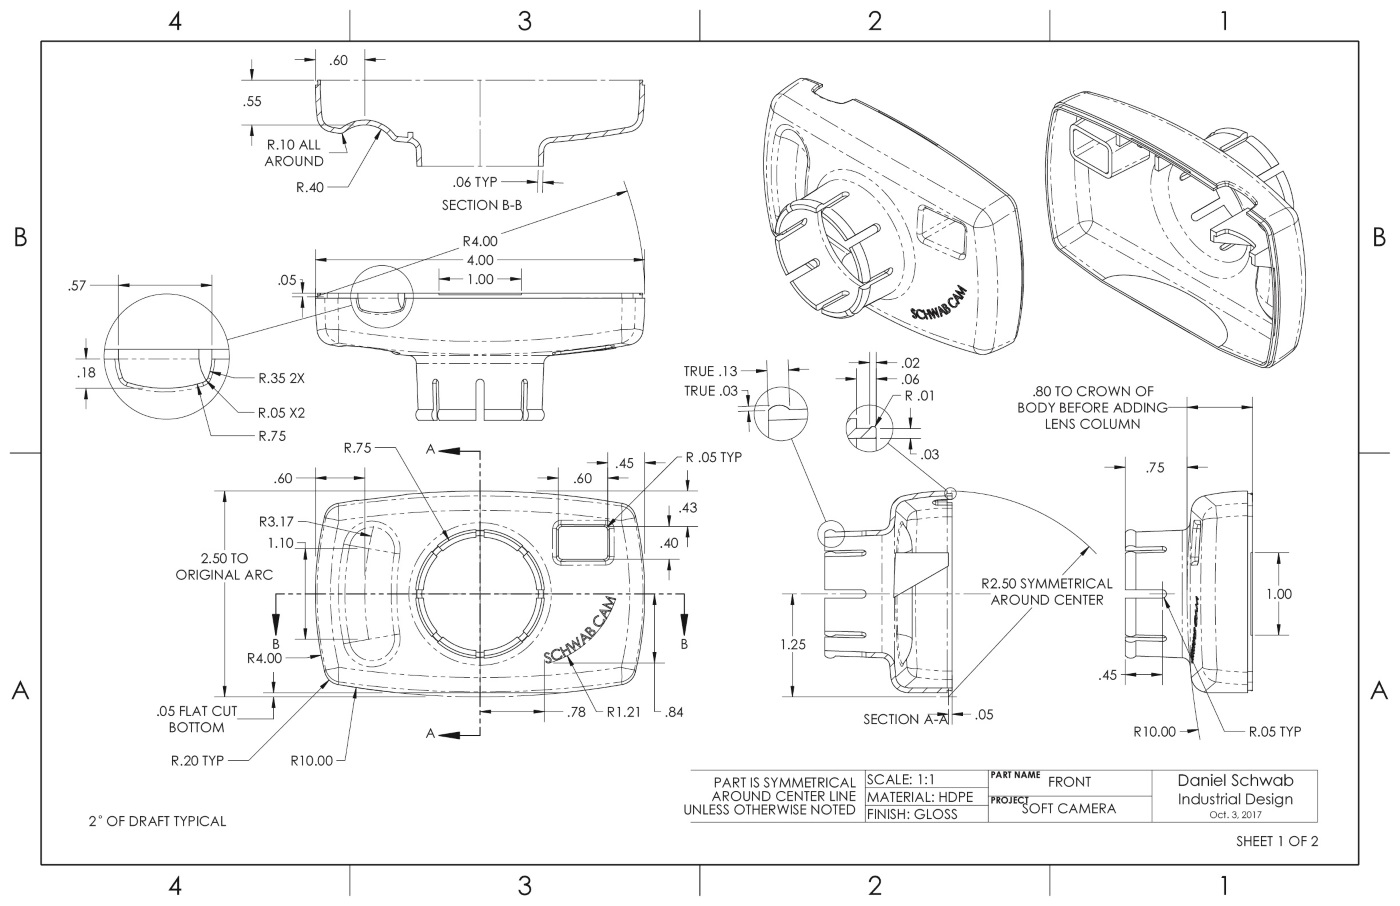 4
3
2
1
B
A
B
A
4
3
2
1
.60
.55
R.10 ALL
AROUND
R.40
.06 TYP
SECTION B-B
R4.00
4.00
1.00
.05
.57
.18
R.35 2X
R.05 X2
R.75
R.75
A
A
.60
.60
.45
R .05 TYP
.43
.40
R3.17
1.10
2.50 TO
ORIGINAL ARC
B
B
R4.00
SCHWAB CAM
.05 FLAT CUT
BOTTOM
.78
R1.21
.84
R.20 TYP
R10.00
SCHWAB CAM
TRUE .13
TRUE .03
.02
.06
R .01
.03
.80 TO CROWN OF
BODY BEFORE ADDING
LENS COLUMN
.75
R2.50 SYMMETRICAL
AROUND CENTER
1.25
1.00
.45
SECTION A-A
.05
R10.00
R.05 TYP
2° OF DRAFT TYPICAL
PART IS SYMMETRICAL
AROUND CENTER LINE
UNLESS OTHERWISE NOTED
SCALE: 1:1
MATERIAL: HDPE
FINISH: GLOSS
PART NAME FRONT
PROJECT SOFT CAMERA
Daniel Schwab
Industrial Design
Oct. 3, 2017
SHEET 1 OF 2